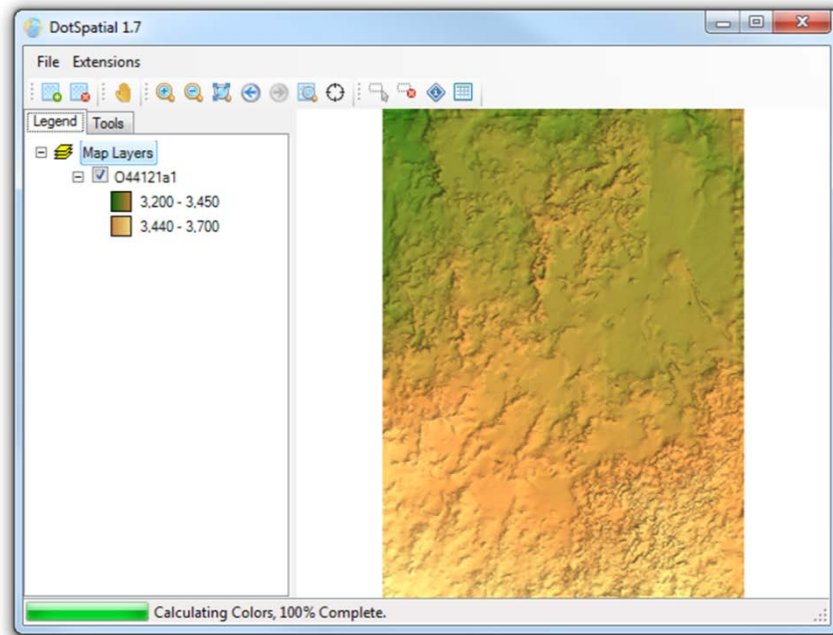 DotSpatial 1.7
File Extensions
Legend Tools
Map Layers
O44121a1
3,200 - 3,450
3,440 - 3,700
Calculating Colors, 100% Complete.